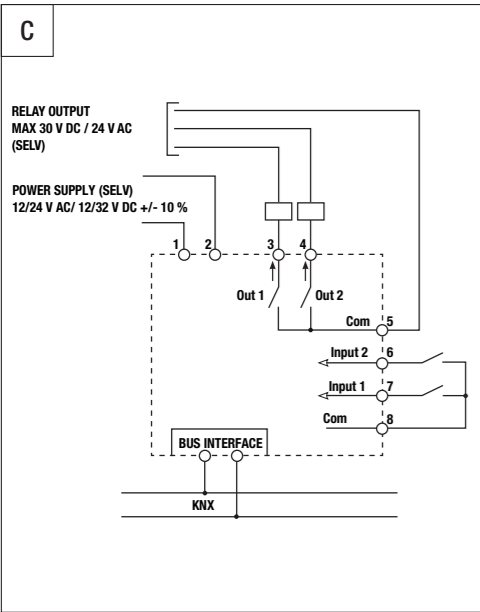 C
RELAY OUTPUT
MAX 30 V DC / 24 V AC
(SELV)
POWER SUPPLY (SELV)
12/24 V AC/ 12/32 V DC +/- 10 %
1 2 3 4
Out 1 Out 2
Com 5
Input 2 6
Input 1 7
Com 8
BUS INTERFACE
KNX